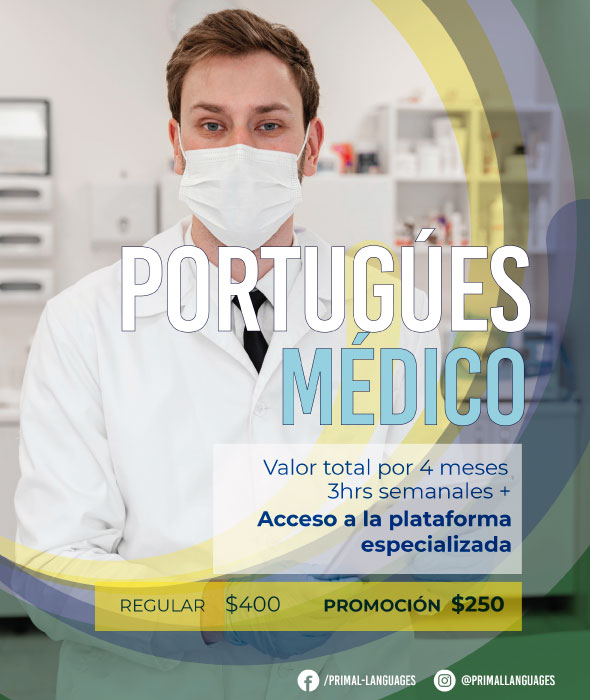 PORTUGÚES
MÉDICO
Valor total por 4 meses
3hrs semanales +
Acceso a la plataforma
especializada
REGULAR $400 PROMOCIÓN $250
/PRIMAL-LANGUAGES @PRIMALLANGUAGES